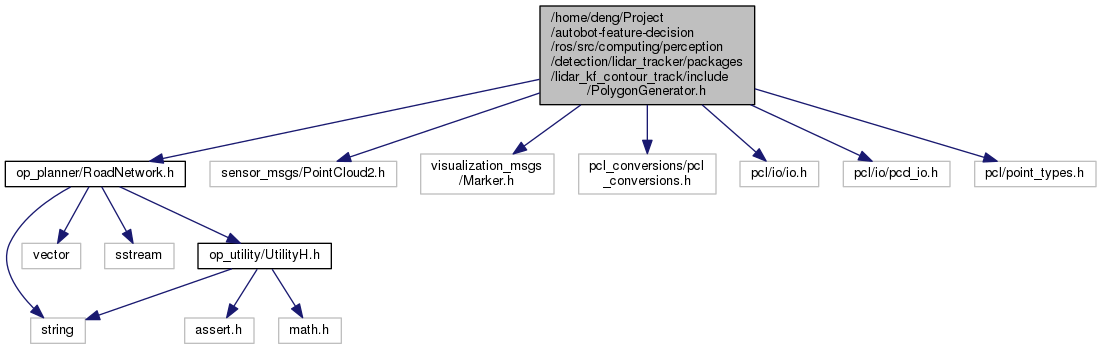 /home/deng/Project
/autobot-feature-decision
/ros/src/computing/perception
/detection/lidar_tracker/packages
/lidar_kf_contour_track/include
/PolygonGenerator.h
op_planner/RoadNetwork.h
sensor_msgs/PointCloud2.h
visualization_msgs
/Marker.h
pcl_conversions/pcl
_conversions.h
pcl/io/io.h
pcl/io/pcd_io.h
pcl/point_types.h
vector
sstream
op_utility/UtilityH.h
string
assert.h
math.h